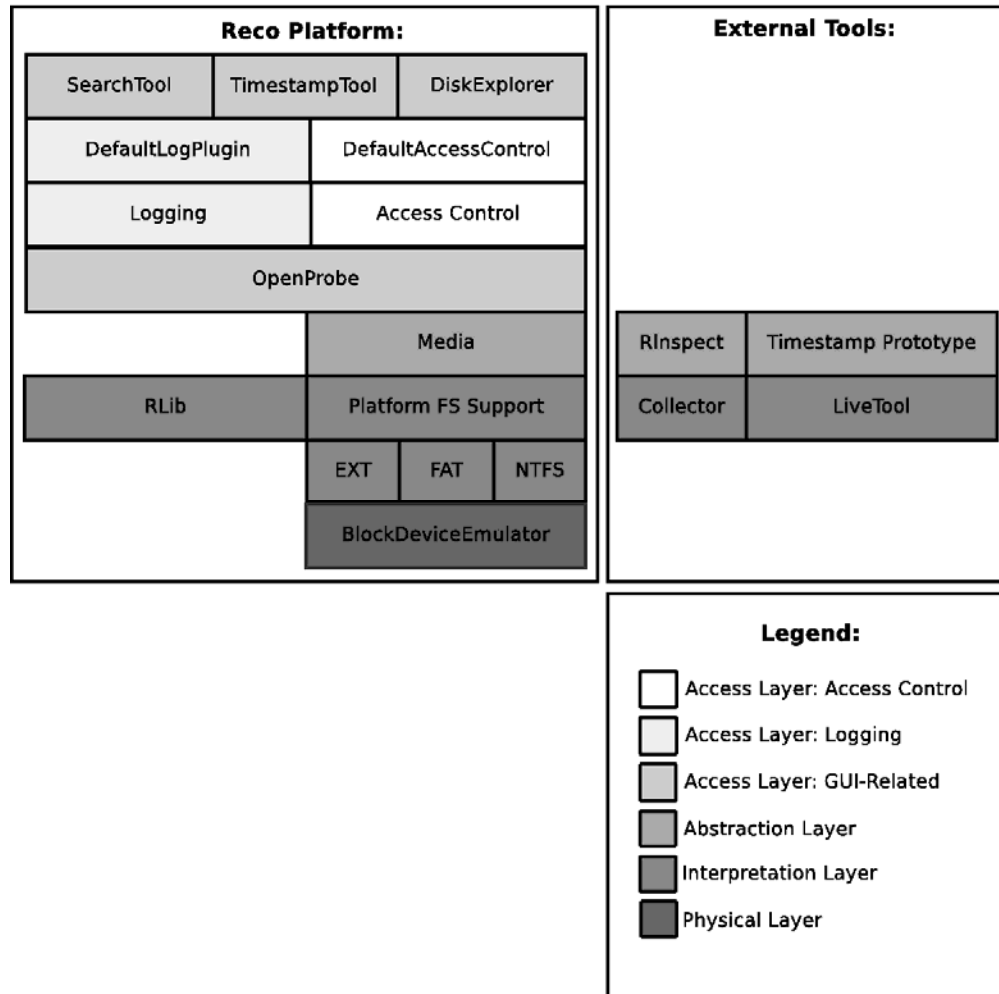 Reco Platform:
SearchTool
TimestampTool
DiskExplorer
DefaultLogPlugin
DefaultAccessControl
Logging
Access Control
OpenProbe
Media
RLib
Platform FS Support
EXT
FAT
NTFS
BlockDeviceEmulator
External Tools:
RInspect
Timestamp Prototype
Collector
LiveTool
Legend:
Access Layer: Access Control
Access Layer: Logging
Access Layer: GUI-Related
Abstraction Layer
Interpretation Layer
Physical Layer